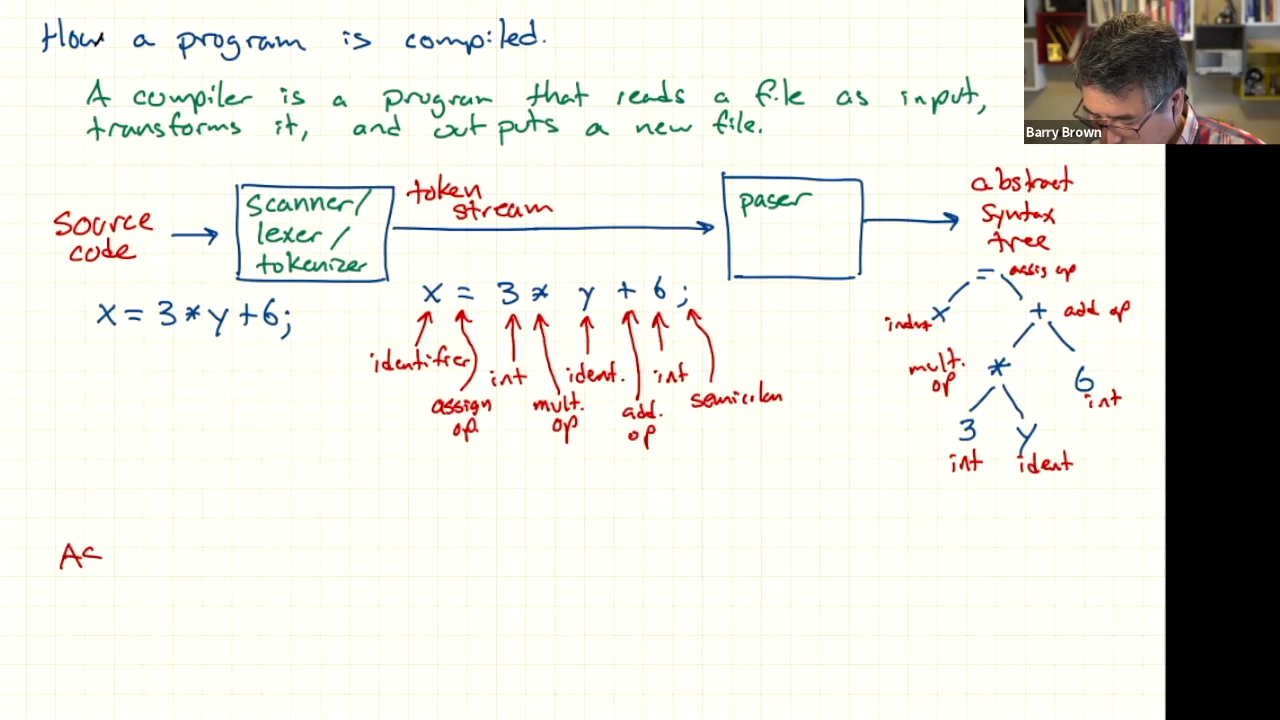 How a program is compiled.
A compiler is a program that reads a file as input,
transforms it, and outputs a new file.
Barry Brown
source
code
scanner/
lexer /
tokenizer
token
stream
paser
abstract
syntax
tree
x = 3 * y + 6;
x = 3 * y + 6 ;
identifier
assign
op.
int
mult.
op
ident.
add.
op
int
semicolon
= assig op
x
+ add op
mult.
op
*
6
int
3
int
y
ident
AS